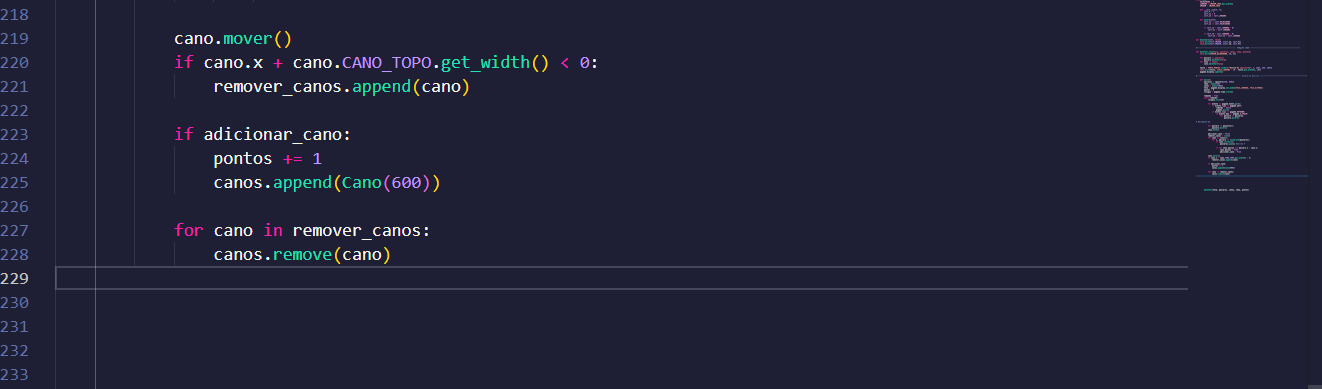 218
219 cano.mover()
220 if cano.x + cano.CANO_TOPO.get_width() < 0:
221 remover_canos.append(cano)
222
223 if adicionar_cano:
224 pontos += 1
225 canos.append(Cano(600))
226
227 for cano in remover_canos:
228 canos.remove(cano)
229
230
231
232
233